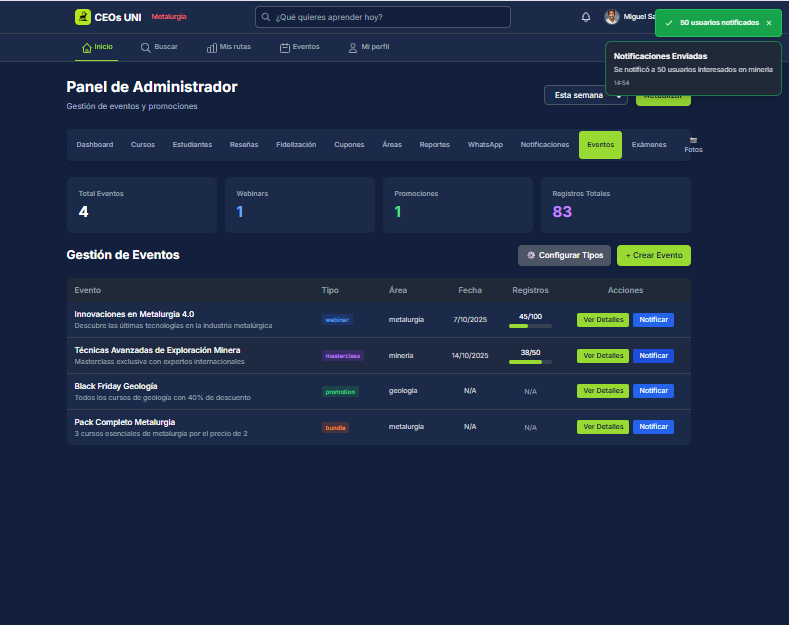 CEOs UNI Metalurgia
¿Qué quieres aprender hoy?
Miguel Sa
50 usuarios notificados
Inicio Buscar Mis rutas Eventos Mi perfil
Notificaciones Enviadas
Se notificó a 50 usuarios interesados en mineria
14:54
Panel de Administrador
Gestión de eventos y promociones
Esta semana
Actualizar
Dashboard Cursos Estudiantes Reseñas Fidelización Cupones Áreas Reportes WhatsApp Notificaciones Eventos Exámenes Fotos
Total Eventos Webinars Promociones Registros Totales
4 1 1 83
Gestión de Eventos
Configurar Tipos
+ Crear Evento
Evento Tipo Área Fecha Registros Acciones
Innovaciones en Metalurgia 4.0
Descubre las últimas tecnologías en la industria metalúrgica
webinar metalurgia 7/10/2025 45/100 Ver Detalles Notificar
Técnicas Avanzadas de Exploración Minera
Masterclass exclusiva con expertos internacionales
masterclass mineria 14/10/2025 38/50 Ver Detalles Notificar
Black Friday Geología
Todos los cursos de geología con 40% de descuento
promotion geologia N/A N/A Ver Detalles Notificar
Pack Completo Metalurgia
3 cursos esenciales de metalurgia por el precio de 2
bundle metalurgia N/A N/A Ver Detalles Notificar